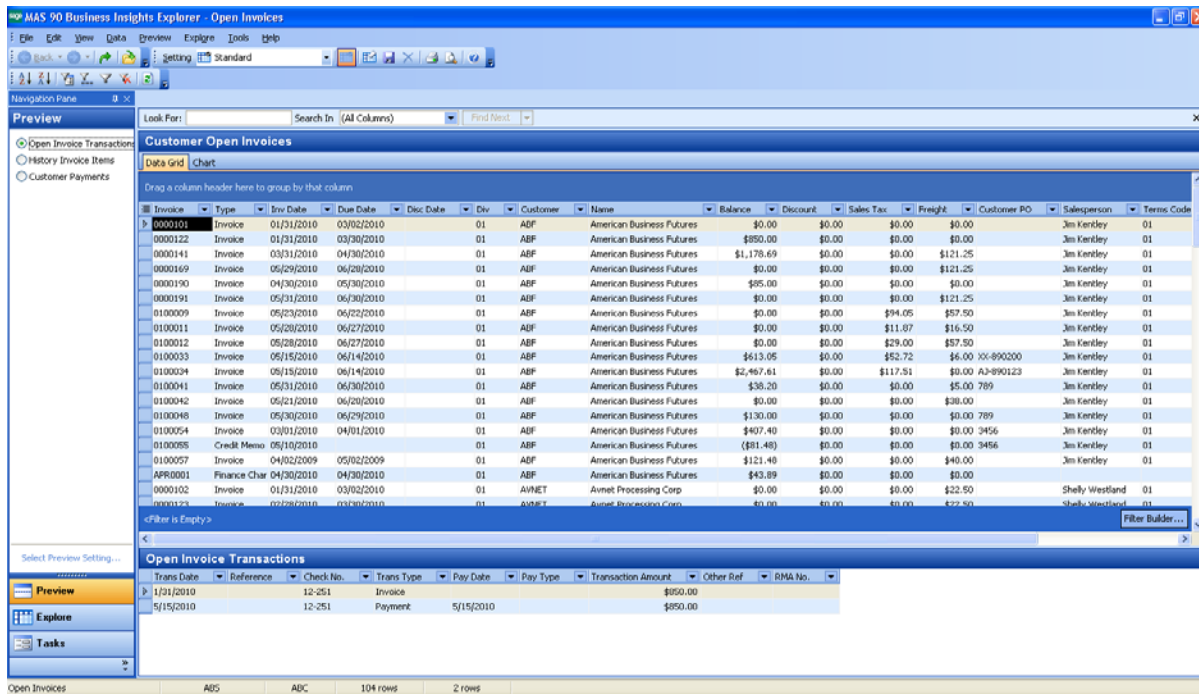 MAS 90 Business Insights Explorer - Open Invoices
File Edit View Data Preview Explore Tools Help
Back Setting Standard
Navigation Pane
Preview
Open Invoice Transactions
History Invoice Items
Customer Payments
Look For: Search In (All Columns) Find Next
Customer Open Invoices
Data Grid Chart
Drag a column header here to group by that column
Invoice Type Inv Date Due Date Disc Date Div Customer Name Balance Discount Sales Tax Freight Customer PO Salesperson Terms Code
0000101 Invoice 01/31/2010 03/02/2010 01 ABF American Business Futures $0.00 $0.00 $0.00 $0.00 Jim Kentley 01
0000122 Invoice 01/31/2010 03/30/2010 01 ABF American Business Futures $850.00 $0.00 $0.00 $0.00 Jim Kentley 01
0000141 Invoice 03/31/2010 04/30/2010 01 ABF American Business Futures $1,178.69 $0.00 $0.00 $121.25 Jim Kentley 01
0000169 Invoice 05/29/2010 06/28/2010 01 ABF American Business Futures $0.00 $0.00 $0.00 $121.25 Jim Kentley 01
0000190 Invoice 04/30/2010 05/30/2010 01 ABF American Business Futures $85.00 $0.00 $0.00 $0.00 Jim Kentley 01
0000191 Invoice 05/31/2010 06/30/2010 01 ABF American Business Futures $0.00 $0.00 $0.00 $121.25 Jim Kentley 01
0100009 Invoice 05/23/2010 06/22/2010 01 ABF American Business Futures $0.00 $0.00 $94.05 $57.50 Jim Kentley 01
0100011 Invoice 05/28/2010 06/27/2010 01 ABF American Business Futures $0.00 $0.00 $11.87 $16.50 Jim Kentley 01
0100012 Invoice 05/28/2010 06/27/2010 01 ABF American Business Futures $0.00 $0.00 $29.00 $57.50 Jim Kentley 01
0100033 Invoice 05/15/2010 06/14/2010 01 ABF American Business Futures $613.05 $0.00 $52.72 $6.00 XX-890200 Jim Kentley 01
0100034 Invoice 05/15/2010 06/14/2010 01 ABF American Business Futures $2,467.61 $0.00 $117.51 $0.00 AJ-890123 Jim Kentley 01
0100041 Invoice 05/31/2010 06/30/2010 01 ABF American Business Futures $38.20 $0.00 $0.00 $5.00 789 Jim Kentley 01
0100042 Invoice 05/21/2010 06/20/2010 01 ABF American Business Futures $0.00 $0.00 $0.00 $38.00 Jim Kentley 01
0100048 Invoice 05/30/2010 06/29/2010 01 ABF American Business Futures $130.00 $0.00 $0.00 $0.00 789 Jim Kentley 01
0100054 Invoice 03/01/2010 04/01/2010 01 ABF American Business Futures $407.40 $0.00 $0.00 $0.00 3456 Jim Kentley 01
0100055 Credit Memo 05/10/2010 01 ABF American Business Futures ($81.48) $0.00 $0.00 $0.00 3456 Jim Kentley 01
0100057 Invoice 04/02/2009 05/02/2009 01 ABF American Business Futures $121.48 $0.00 $0.00 $40.00 Jim Kentley 01
APR0001 Finance Char 04/30/2010 04/30/2010 01 ABF American Business Futures $43.89 $0.00 $0.00 $0.00
0000102 Invoice 01/31/2010 03/02/2010 01 AVNET Avnet Processing Corp $0.00 $0.00 $0.00 $22.50 Shelly Westland 01
0000123 Invoice 02/28/2010 03/30/2010 01 AVNET Avnet Processing Corp $0.00 $0.00 $0.00 $22.50 Shelly Westland 01
<Filter is Empty> Filter Builder...
Select Preview Setting...
Open Invoice Transactions
Trans Date Reference Check No. Trans Type Pay Date Pay Type Transaction Amount Other Ref RMA No.
1/31/2010 12-251 Invoice $850.00
5/15/2010 12-251 Payment 5/15/2010 $850.00
Preview
Explore
Tasks
Open Invoices ABS ABC 104 rows 2 rows